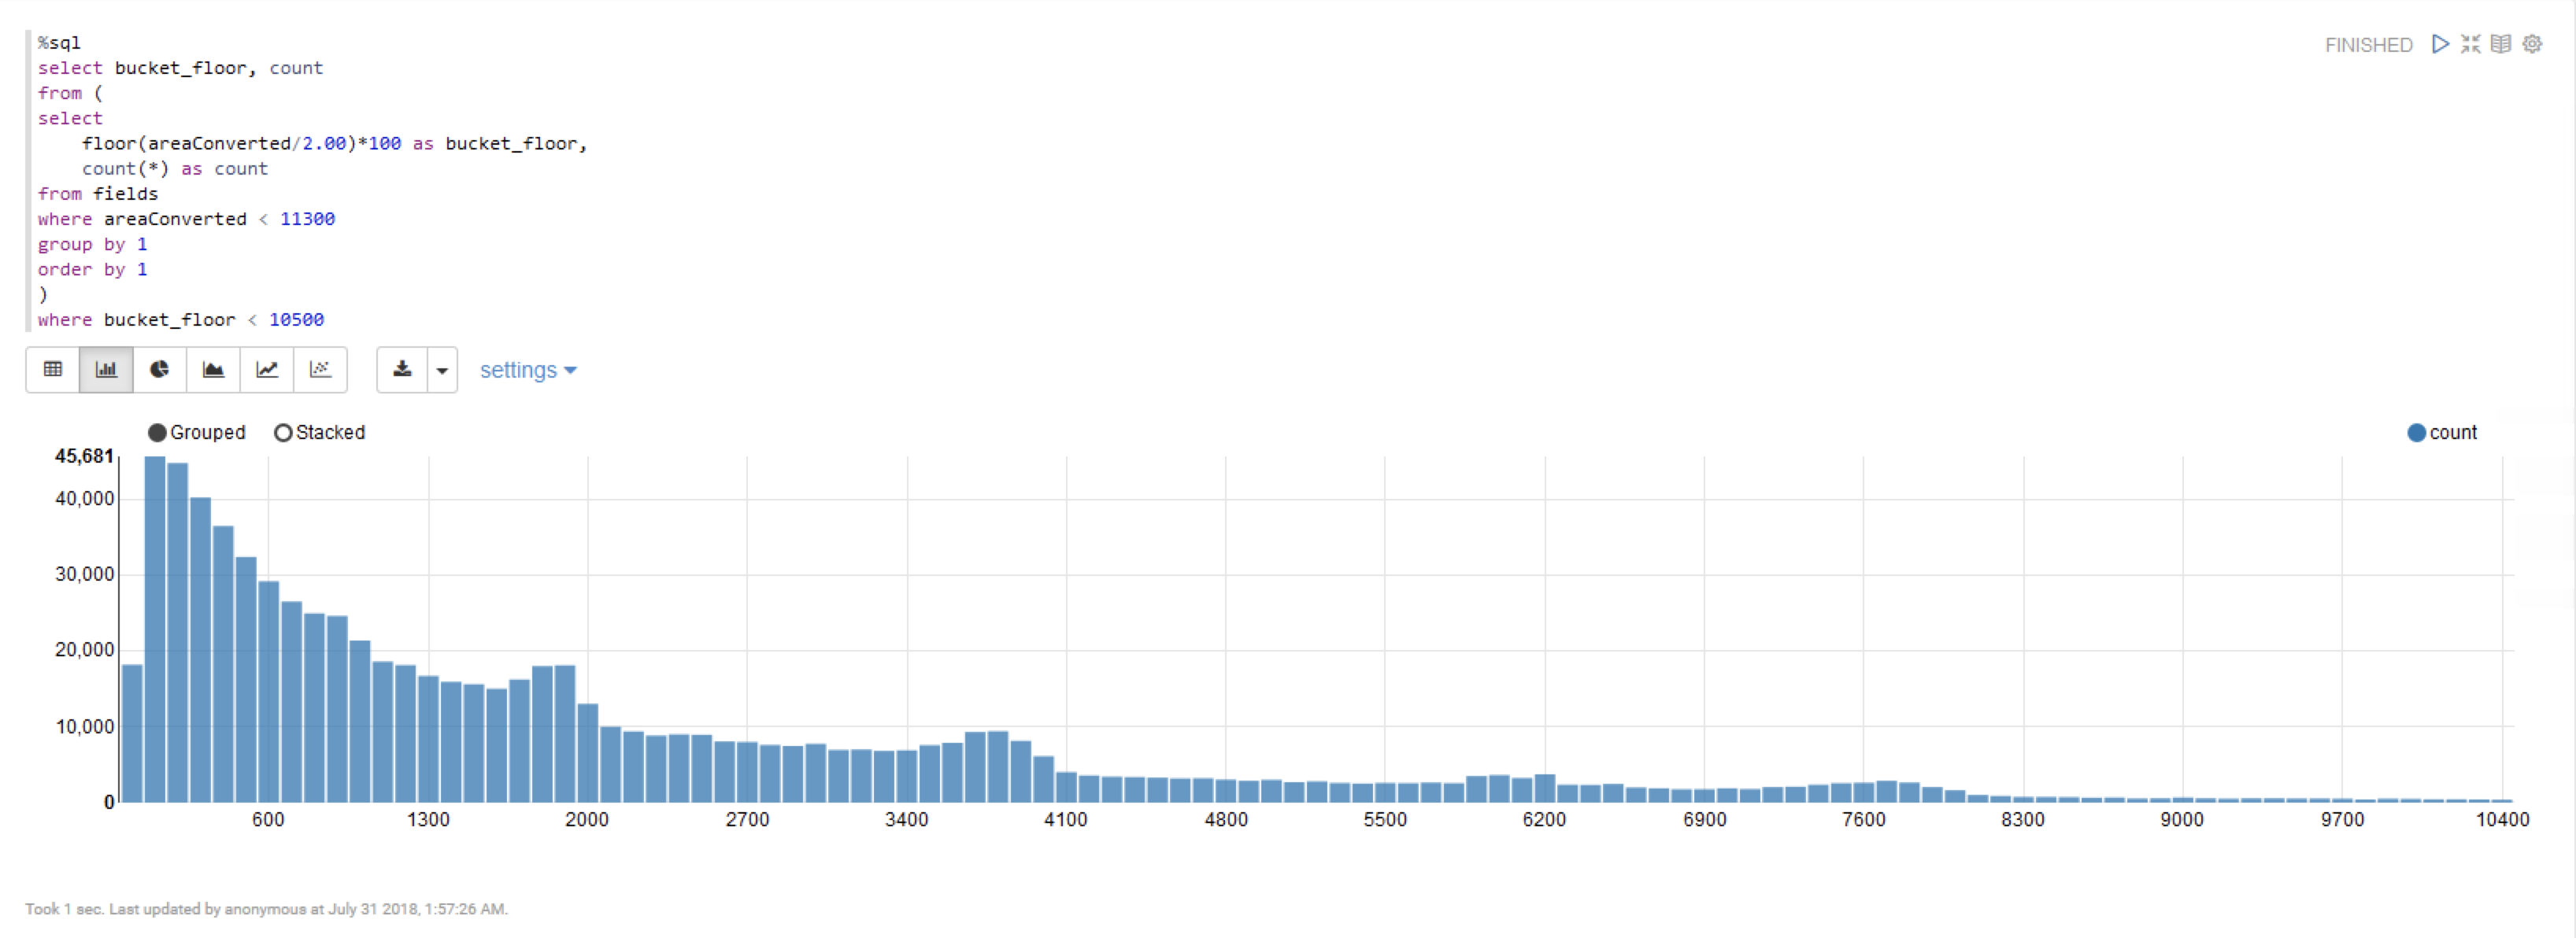 %sql
FINISHED
select bucket_floor, count
from (
select
floor(areaConverted/2.00)*100 as bucket_floor,
count(*) as count
from fields
where areaConverted < 11300
group by 1
order by 1
)
where bucket_floor < 10500
settings
Grouped Stacked count
45,681
40,000
30,000
20,000
10,000
0
600 1300 2000 2700 3400 4100 4800 5500 6200 6900 7600 8300 9000 9700 10400
Took 1 sec. Last updated by anonymous at July 31 2018, 1:57:26 AM.